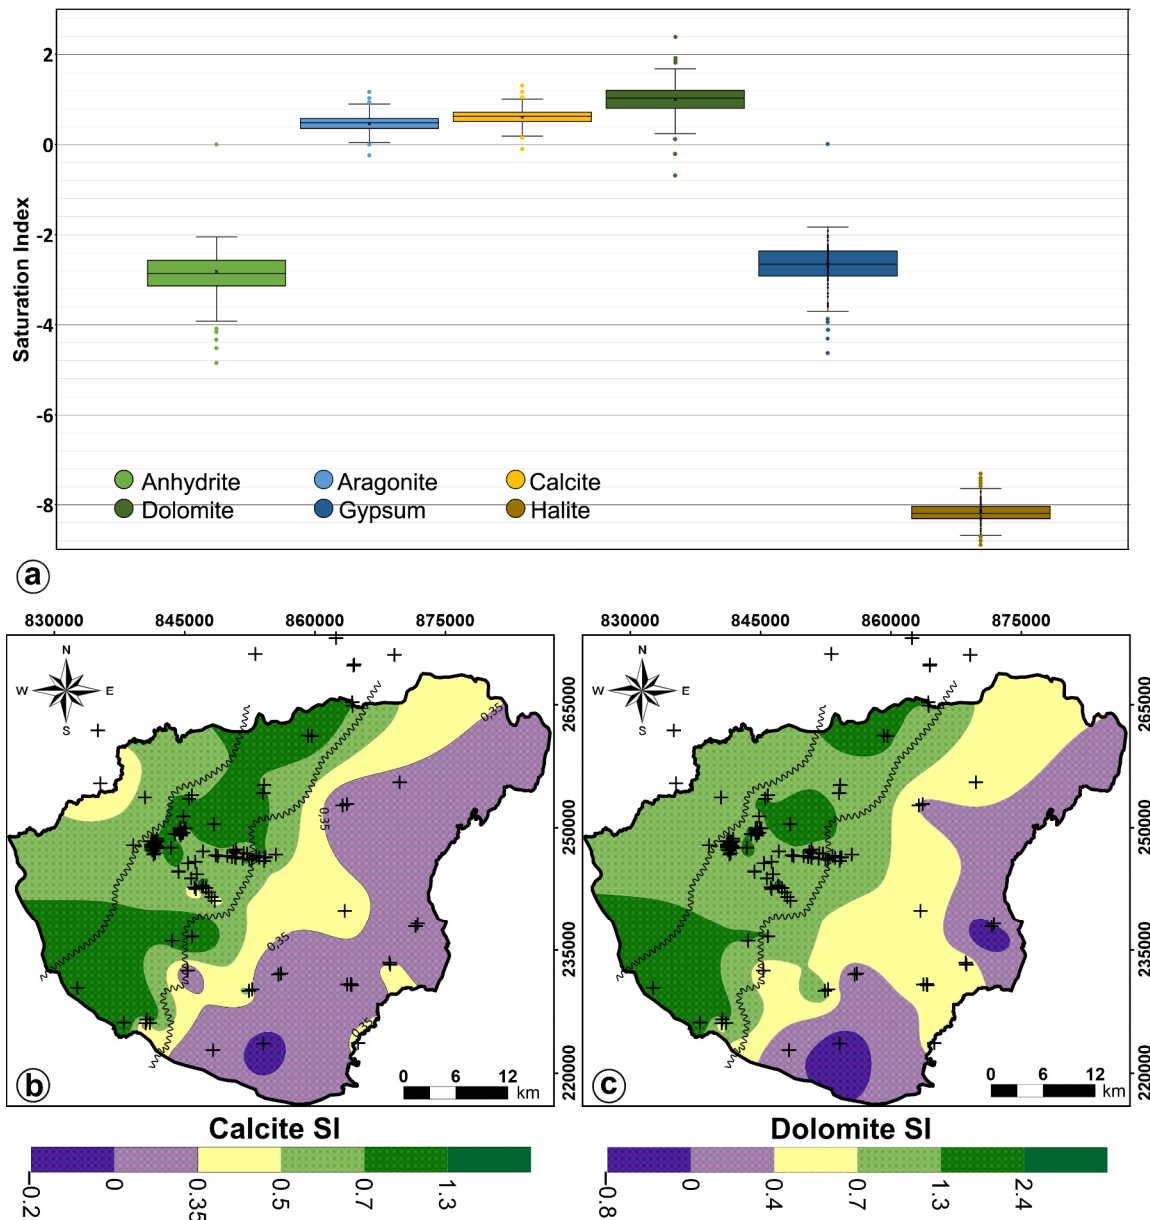 2
0
-2
-4
-6
-8
Saturation Index
Anhydrite Aragonite Calcite
Dolomite Gypsum Halite
a
830000 845000 860000 875000
830000 845000 860000 875000
N
W E
S
N
W E
S
265000
250000
235000
220000
265000
250000
235000
220000
0,35
0,35
0,35
0,35
0 6 12
km
0 6 12
km
b
c
Calcite SI
Dolomite SI
-0.2 0 0.35 0.5 0.7 1.3
-0.8 0 0.4 0.7 1.3 2.4